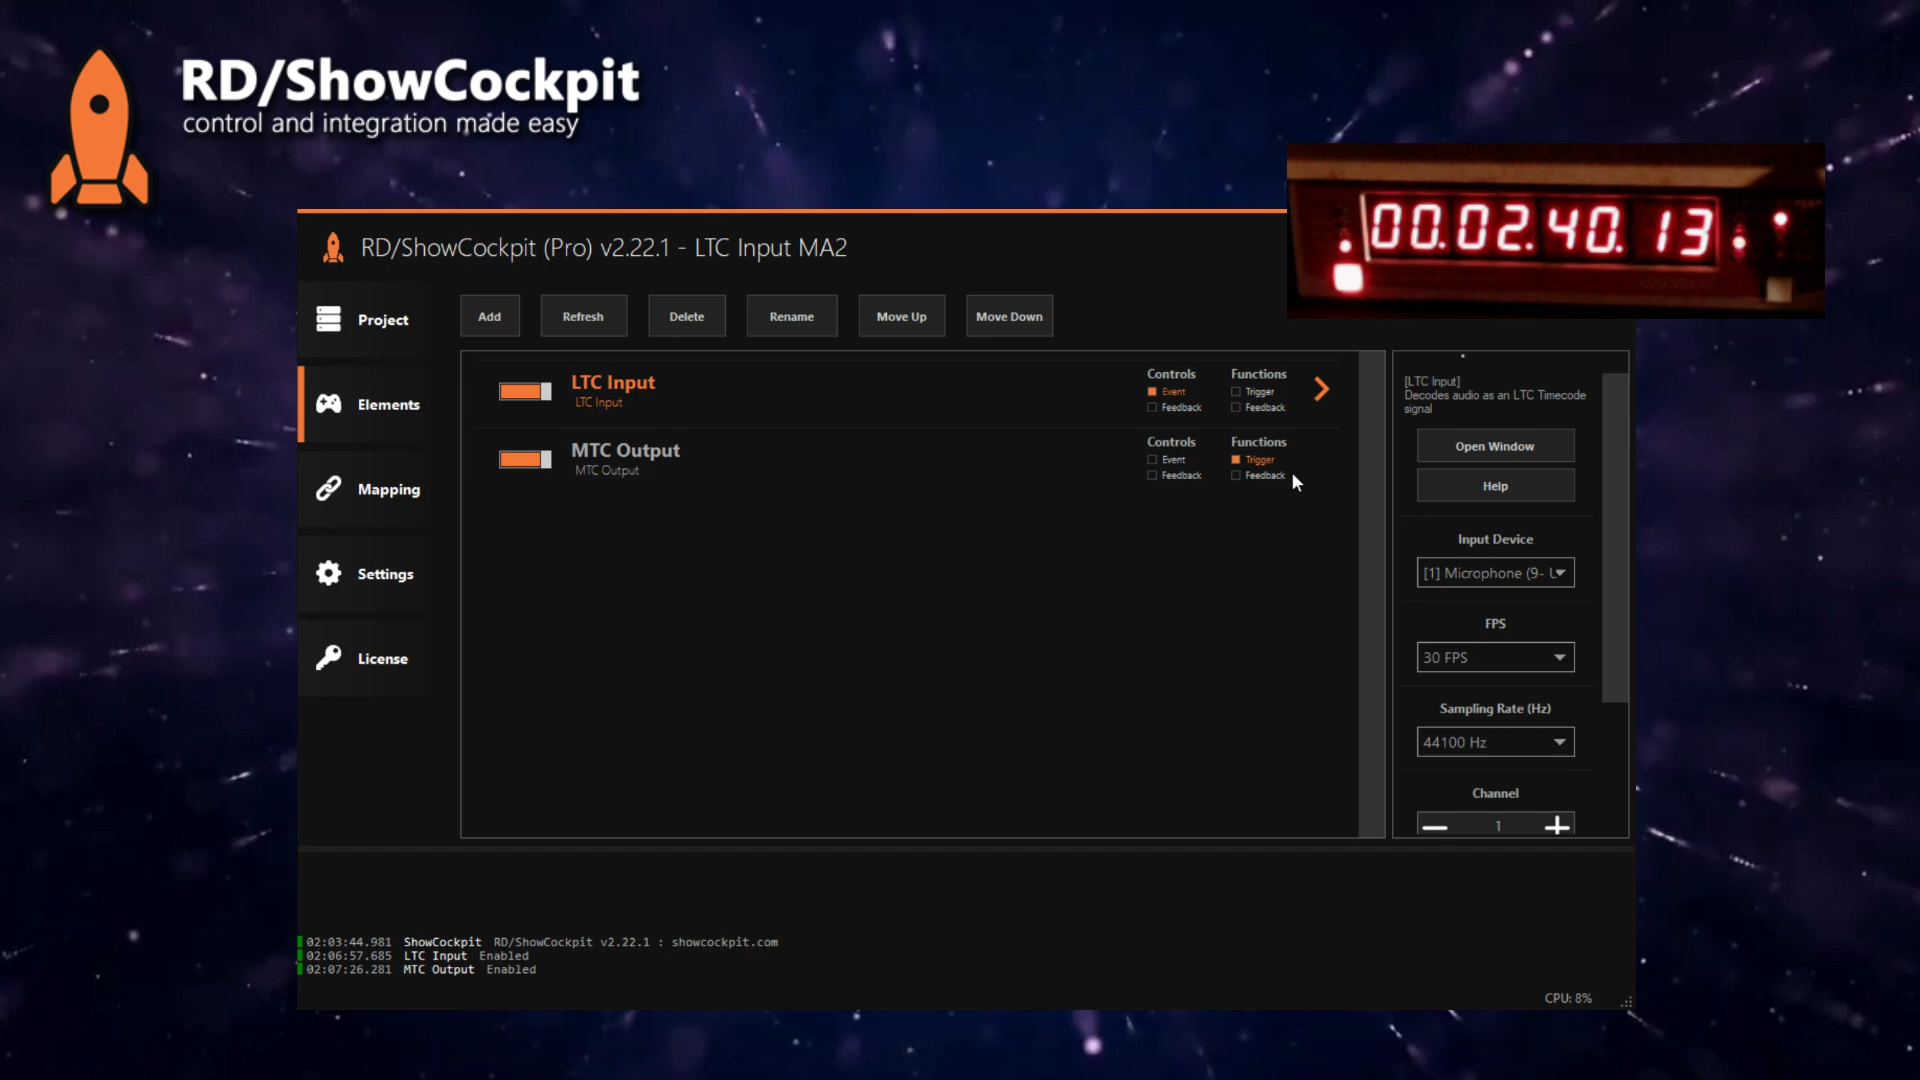 RD/ShowCockpit
control and integration made easy
00.02.40.13
RD/ShowCockpit (Pro) v2.22.1 - LTC Input MA2
Project
Elements
Mapping
Settings
License
Add Refresh Delete Rename Move Up Move Down
LTC Input
LTC Input
Controls Functions
Event Trigger
Feedback Feedback
MTC Output
MTC Output
Controls Functions
Event Trigger
Feedback Feedback
[LTC Input]
Decodes audio as an LTC Timecode
signal
Open Window
Help
Input Device
[1] Microphone (9- U
FPS
30 FPS
Sampling Rate (Hz)
44100 Hz
Channel
1
02:03:44.981 ShowCockpit RD/ShowCockpit v2.22.1 : showcockpit.com
02:06:57.685 LTC Input Enabled
02:07:26.281 MTC Output Enabled
CPU: 8%